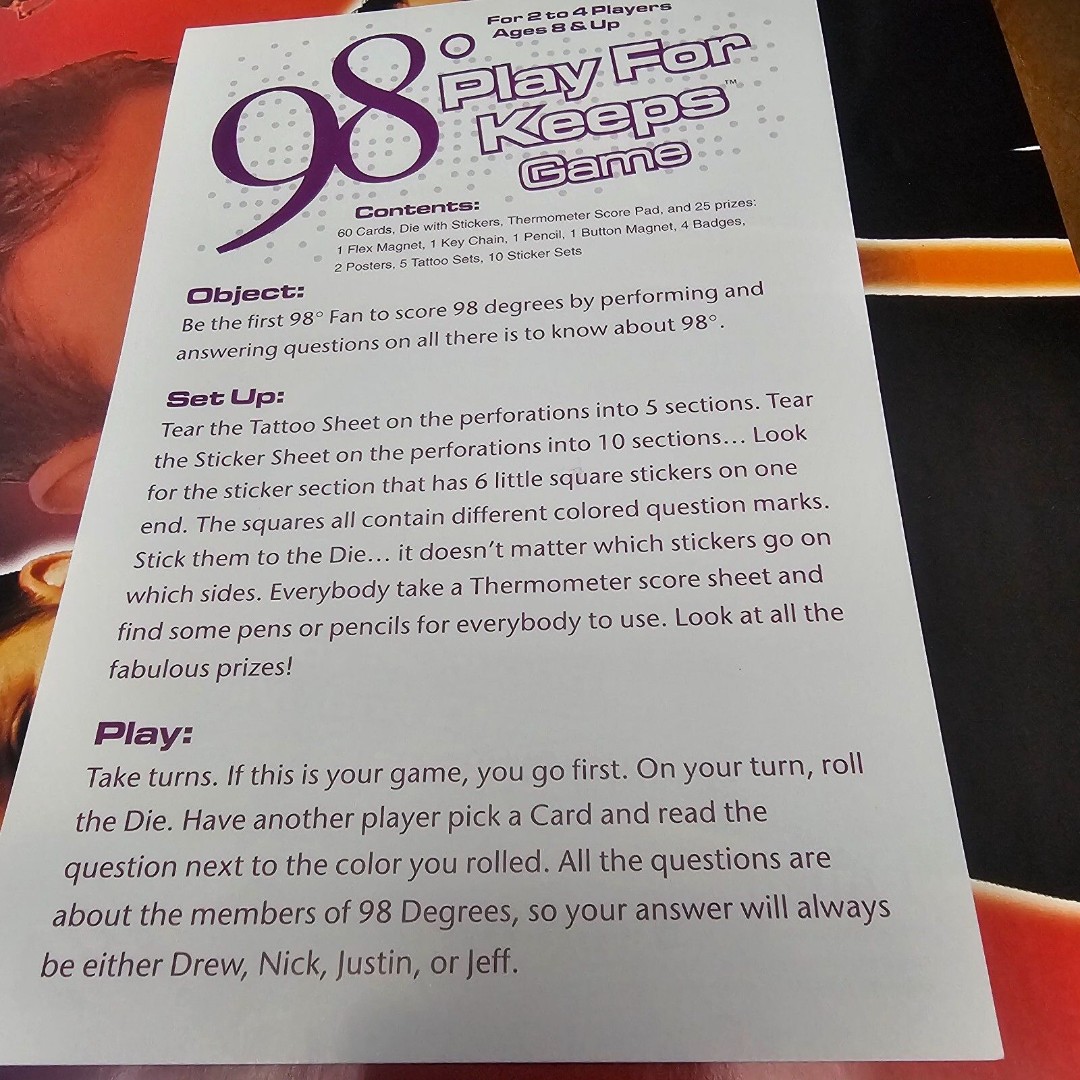 For 2 to 4 Players
Ages 8 & Up
98°
Play For
Keeps™
Game
Contents:
60 Cards, Die with Stickers, Thermometer Score Pad, and 25 prizes:
1 Flex Magnet, 1 Key Chain, 1 Pencil, 1 Button Magnet, 4 Badges,
2 Posters, 5 Tattoo Sets, 10 Sticker Sets
Object:
Be the first 98° Fan to score 98 degrees by performing and
answering questions on all there is to know about 98°.
Set Up:
Tear the Tattoo Sheet on the perforations into 5 sections. Tear
the Sticker Sheet on the perforations into 10 sections... Look
for the sticker section that has 6 little square stickers on one
end. The squares all contain different colored question marks.
Stick them to the Die... it doesn't matter which stickers go on
which sides. Everybody take a Thermometer score sheet and
find some pens or pencils for everybody to use. Look at all the
fabulous prizes!
Play:
Take turns. If this is your game, you go first. On your turn, roll
the Die. Have another player pick a Card and read the
question next to the color you rolled. All the questions are
about the members of 98 Degrees, so your answer will always
be either Drew, Nick, Justin, or Jeff.